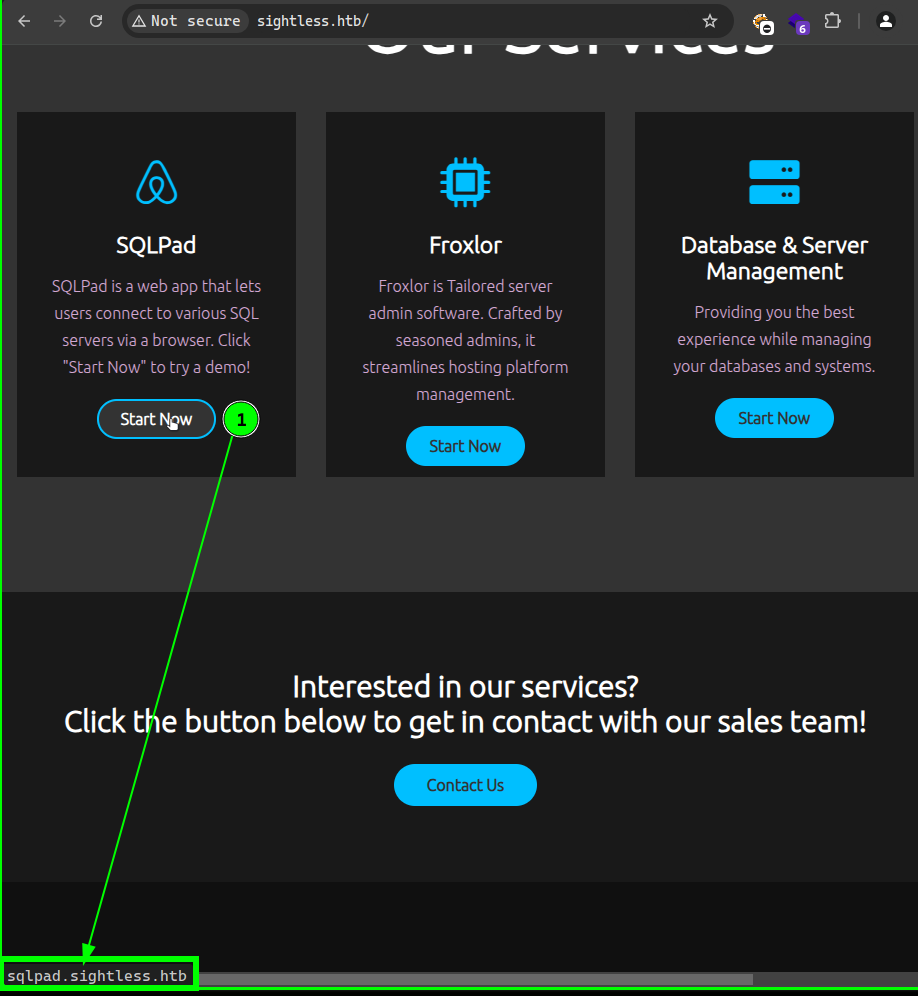 Not secure sightless.htb/
6
Our Services
SQLPad
SQLPad is a web app that lets
users connect to various SQL
servers via a browser. Click
"Start Now" to try a demo!
Start Now
1
Froxlor
Froxlor is Tailored server
admin software. Crafted by
seasoned admins, it
streamlines hosting platform
management.
Start Now
Database & Server
Management
Providing you the best
experience while managing
your databases and systems.
Start Now
Interested in our services?
Click the button below to get in contact with our sales team!
Contact Us
sqlpad.sightless.htb